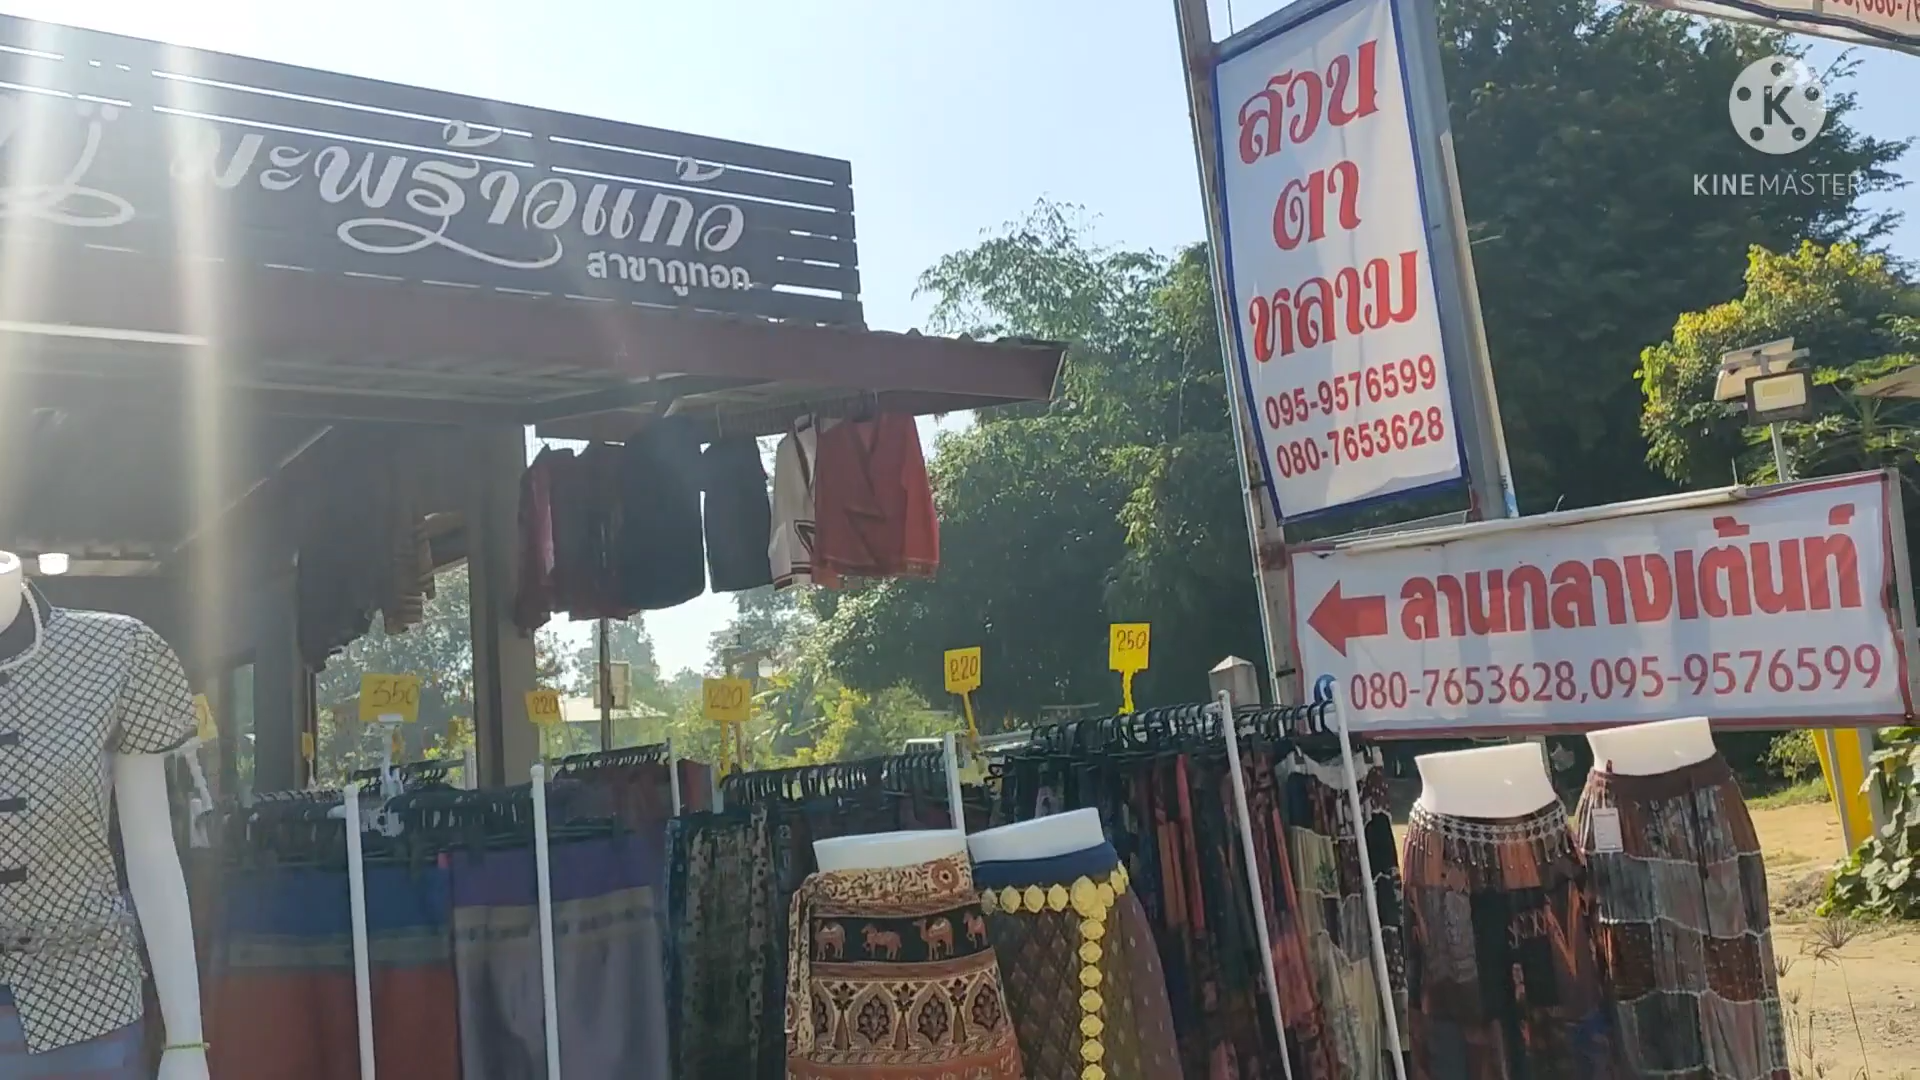 มะพร้าวแก้ว
สาขาภูทอก
สวน
ตา
หลาม
095-9576599
080-7653628
ลานกลางเต้นท์
080-7653628,095-9576599
K
KINEMASTER
350
220
220
220
250